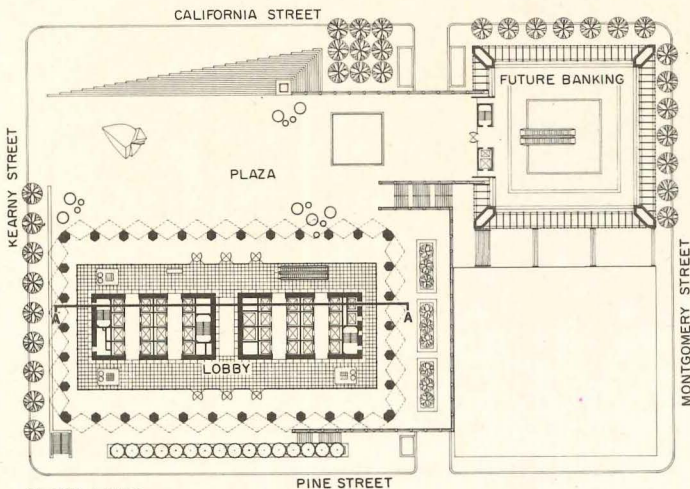 CALIFORNIA STREET
FUTURE BANKING
KEARNY STREET
PLAZA
MONTGOMERY STREET
A
A
LOBBY
PINE STREET